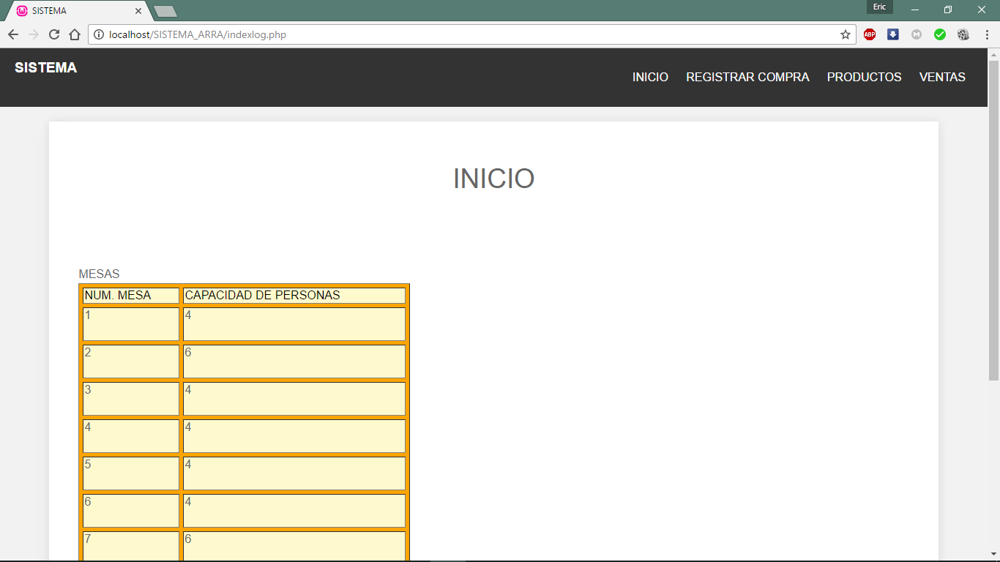 SISTEMA
Eric
localhost/SISTEMA_ARRA/indexlog.php
ABP
M
SISTEMA
INICIO REGISTRAR COMPRA PRODUCTOS VENTAS
INICIO
MESAS
NUM. MESA CAPACIDAD DE PERSONAS
1 4
2 6
3 4
4 4
5 4
6 4
7 6